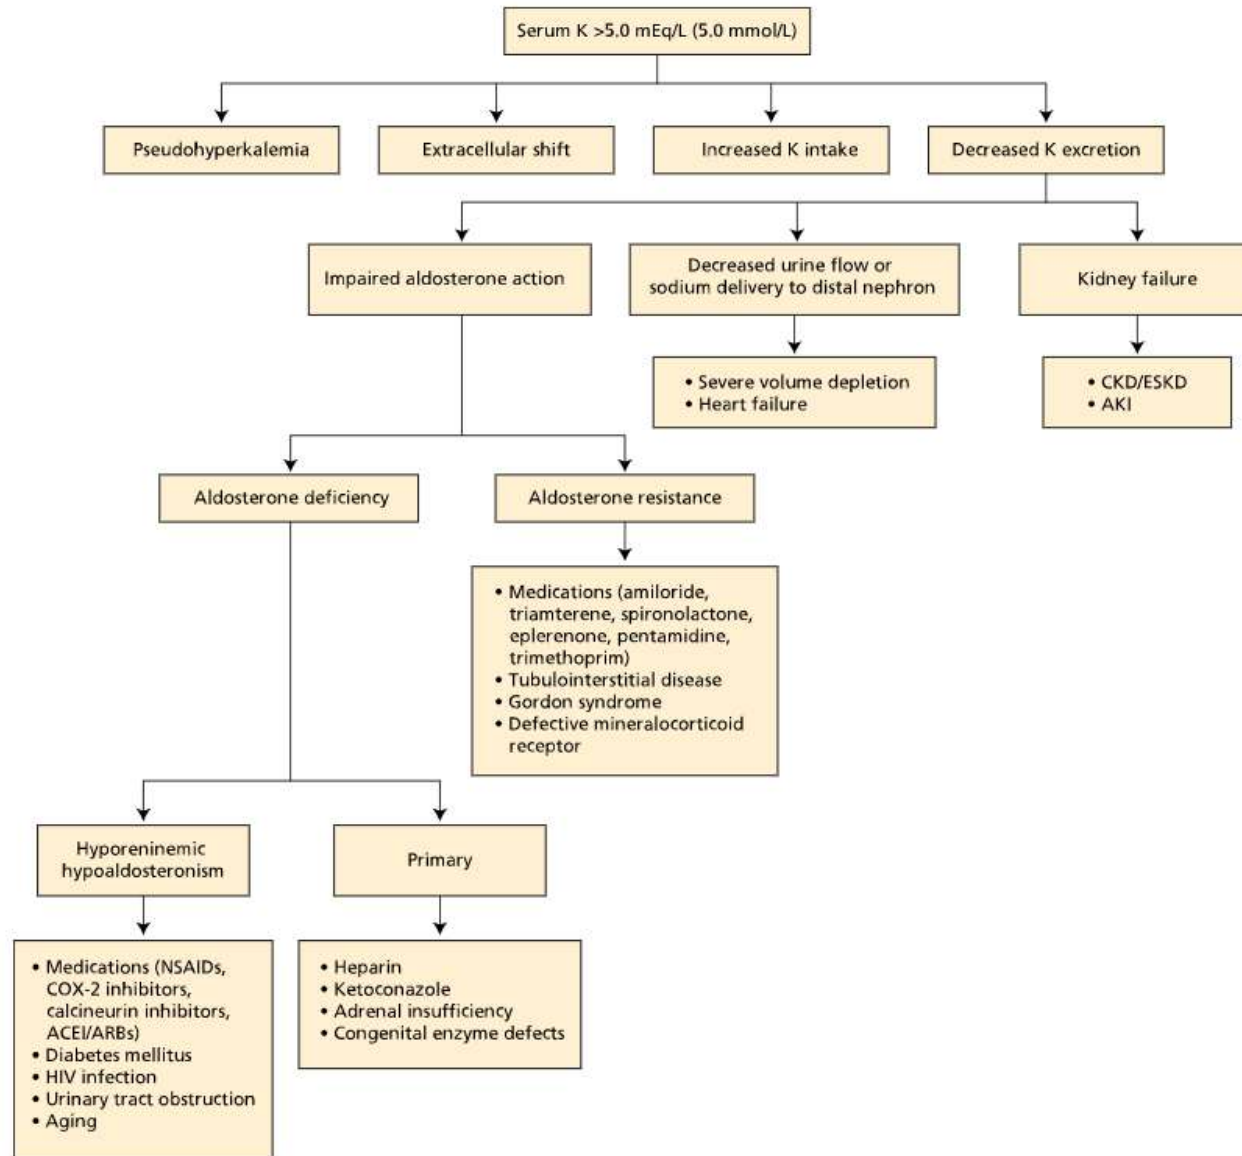 Serum K >5.0 mEq/L (5.0 mmol/L)
Pseudohyperkalemia
Extracellular shift
Increased K intake
Decreased K excretion
Impaired aldosterone action
Decreased urine flow or
sodium delivery to distal nephron
Kidney failure
• Severe volume depletion
• Heart failure
• CKD/ESKD
• AKI
Aldosterone deficiency
Aldosterone resistance
• Medications (amiloride,
triamterene, spironolactone,
eplerenone, pentamidine,
trimethoprim)
• Tubulointerstitial disease
• Gordon syndrome
• Defective mineralocorticoid
receptor
Hyporeninemic
hypoaldosteronism
Primary
• Medications (NSAIDs,
COX-2 inhibitors,
calcineurin inhibitors,
ACEI/ARBs)
• Diabetes mellitus
• HIV infection
• Urinary tract obstruction
• Aging
• Heparin
• Ketoconazole
• Adrenal insufficiency
• Congenital enzyme defects